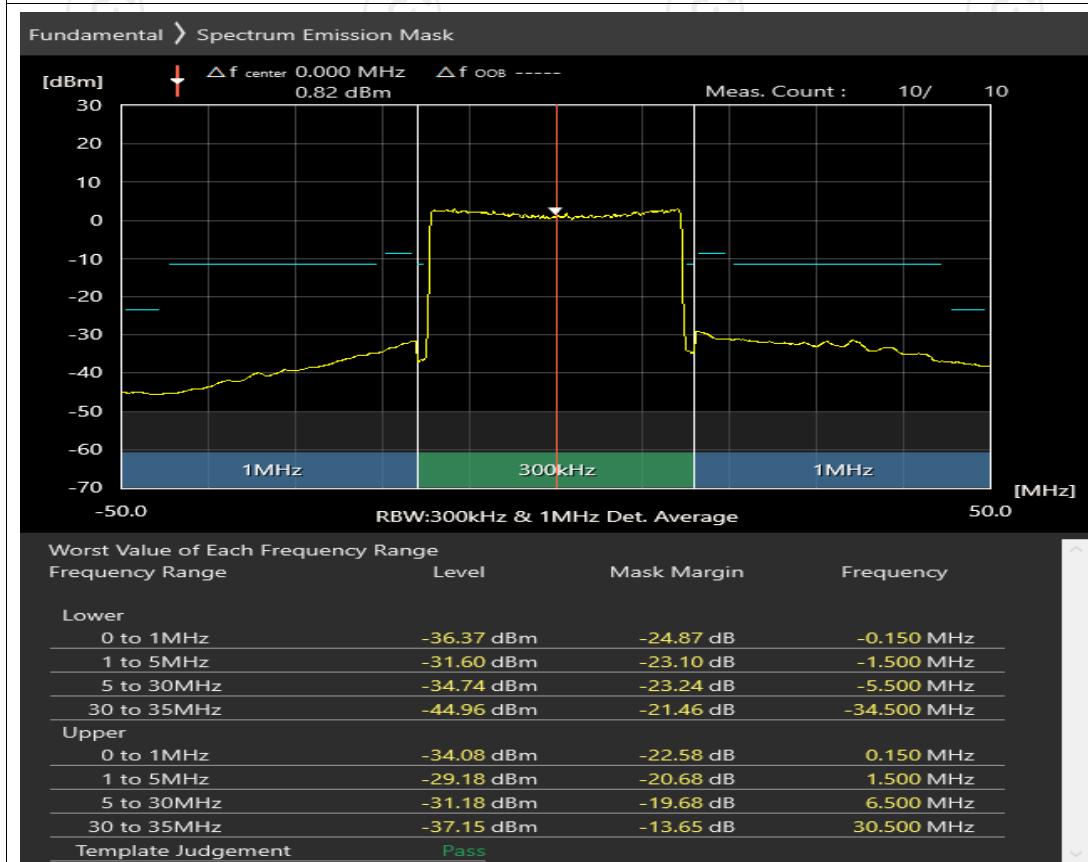 Fundamental ❯ Spectrum Emission Mask
[dBm] Δf center 0.000 MHz Δf OOB -----
0.82 dBm Meas. Count : 10/ 10
30
20
10
0
-10
-20
-30
-40
-50
-60
1MHz 300kHz 1MHz
-70
[MHz]
-50.0 RBW:300kHz & 1MHz Det. Average 50.0
Worst Value of Each Frequency Range
Frequency Range Level Mask Margin Frequency
Lower
0 to 1MHz -36.37 dBm -24.87 dB -0.150 MHz
1 to 5MHz -31.60 dBm -23.10 dB -1.500 MHz
5 to 30MHz -34.74 dBm -23.24 dB -5.500 MHz
30 to 35MHz -44.96 dBm -21.46 dB -34.500 MHz
Upper
0 to 1MHz -34.08 dBm -22.58 dB 0.150 MHz
1 to 5MHz -29.18 dBm -20.68 dB 1.500 MHz
5 to 30MHz -31.18 dBm -19.68 dB 6.500 MHz
30 to 35MHz -37.15 dBm -13.65 dB 30.500 MHz
Template Judgement Pass